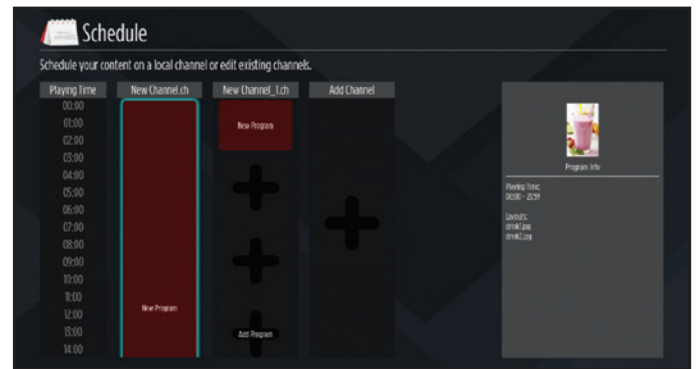 Schedule
Schedule your content on a local channel or edit existing channels.
Playing Time
New Channel.ch
New Channel_1.ch
Add Channel
00:00
01:00
02:00
03:00
04:00
05:00
06:00
07:00
08:00
09:00
10:00
11:00
12:00
13:00
14:00
New Program
New Program
Add Program
Program Info
Playing Time:
00:00 - 23:59
Layouts:
drink1.jpg
drink2.jpg